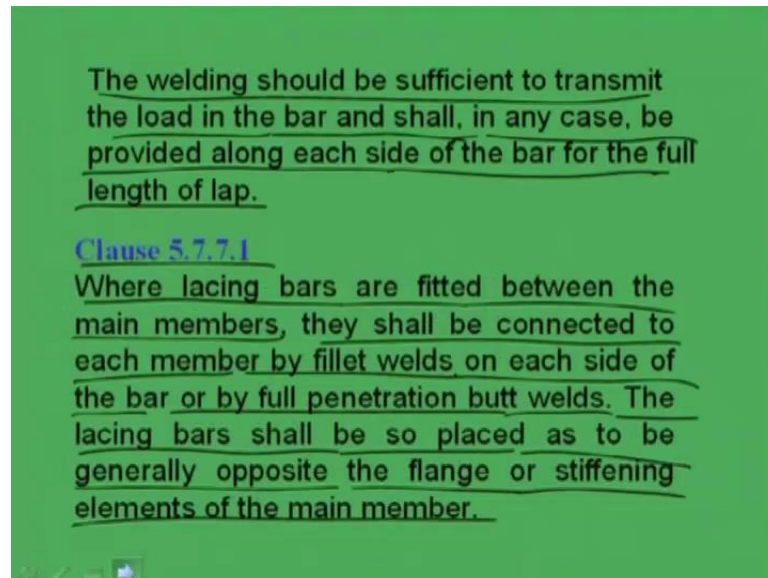 The welding should be sufficient to transmit
the load in the bar and shall, in any case, be
provided along each side of the bar for the full
length of lap.
Clause 5.7.7.1
Where lacing bars are fitted between the
main members, they shall be connected to
each member by fillet welds on each side of
the bar or by full penetration butt welds. The
lacing bars shall be so placed as to be
generally opposite the flange or stiffening
elements of the main member.